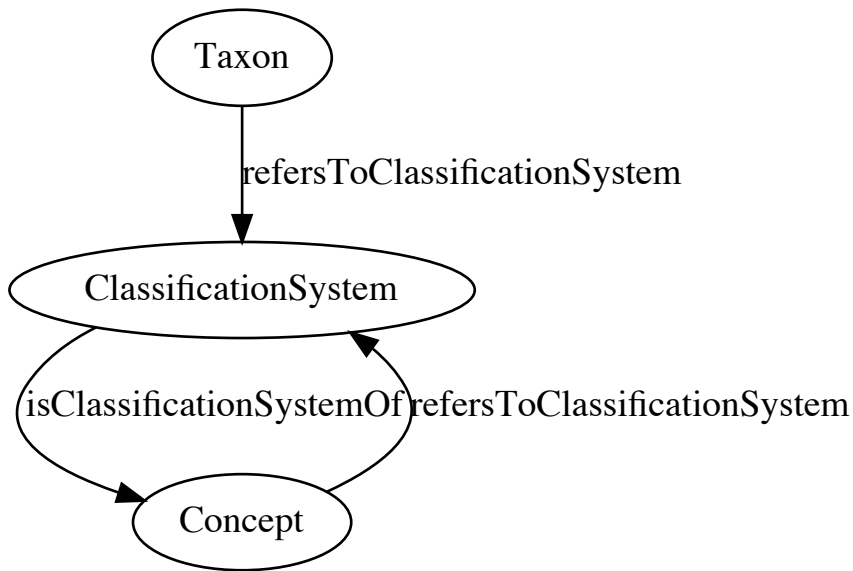 Taxon
refersToClassificationSystem
ClassificationSystem
isClassificationSystemOf refersToClassificationSystem
Concept